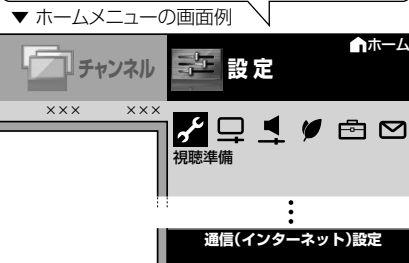 ▼ ホームメニューの画面例
チャンネル
設定
ホーム
××× ×××
視聴準備
通信(インターネット)設定